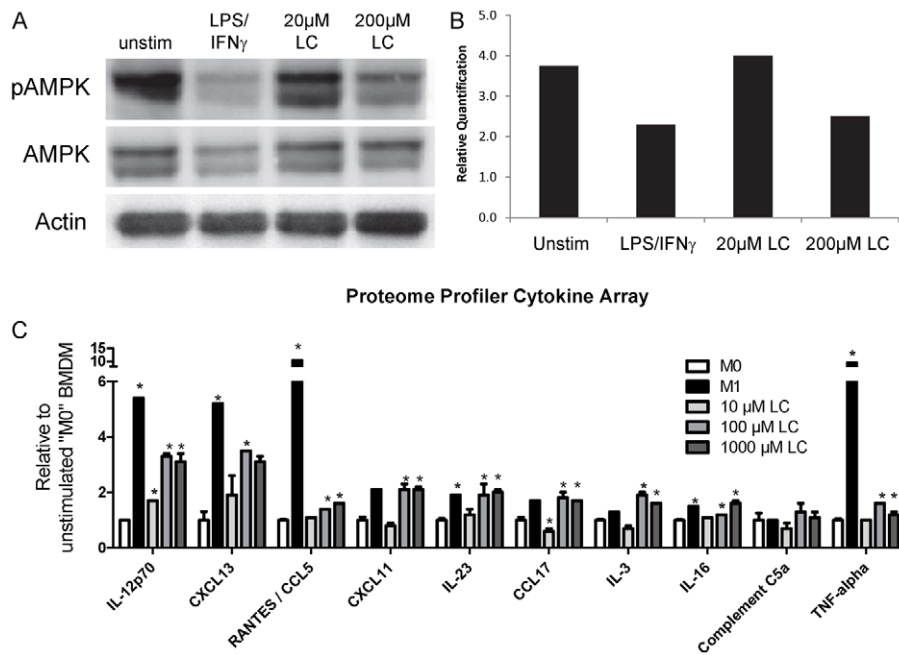 A
unstim
LPS/
IFNγ
20µM
LC
200µM
LC
pAMPK
AMPK
Actin
B
Relative Quantification
5.0
4.0
3.0
2.0
1.0
0.0
Unstim
LPS/IFNγ
20µM LC
200µM LC
Proteome Profiler Cytokine Array
C
Relative to
unstimulated "M0" BMDM
15
10
6
4
2
0
* * * * * * * * * * * * * * * * * * * * * * * * * *
M0
M1
10 µM LC
100 µM LC
1000 µM LC
IL-12p70
CXCL13
RANTES / CCL5
CXCL11
IL-23
CCL17
IL-3
IL-16
Complement C5a
TNF-alpha